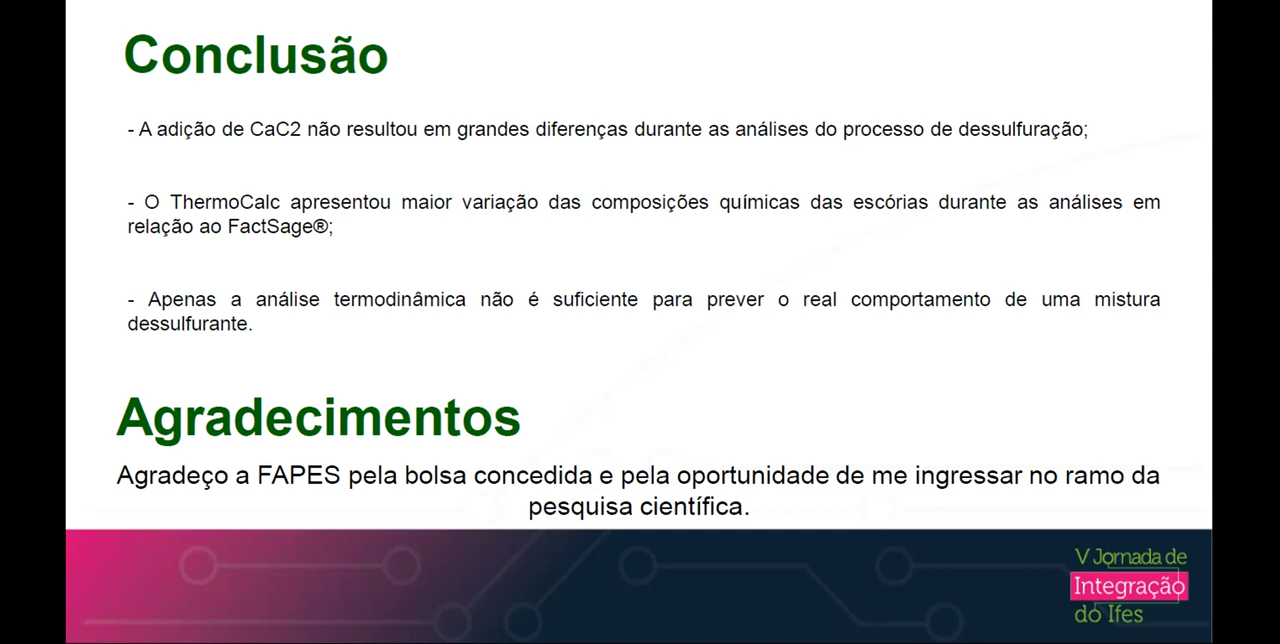 Conclusão
- A adição de CaC2 não resultou em grandes diferenças durante as análises do processo de dessulfuração;
- O ThermoCalc apresentou maior variação das composições químicas das escórias durante as análises em
relação ao FactSage®;
- Apenas a análise termodinâmica não é suficiente para prever o real comportamento de uma mistura
dessulfurante.
Agradecimentos
Agradeço a FAPES pela bolsa concedida e pela oportunidade de me ingressar no ramo da
pesquisa científica.
V Jornada de
Integração
do Ifes